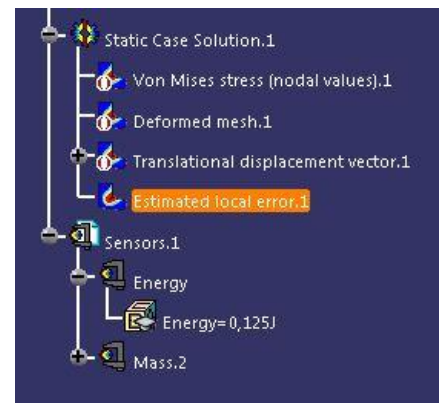 Static Case Solution.1
Von Mises stress (nodal values).1
Deformed mesh.1
Translational displacement vector.1
Estimated local error.1
Sensors.1
Energy
Energy=0,125J
Mass.2